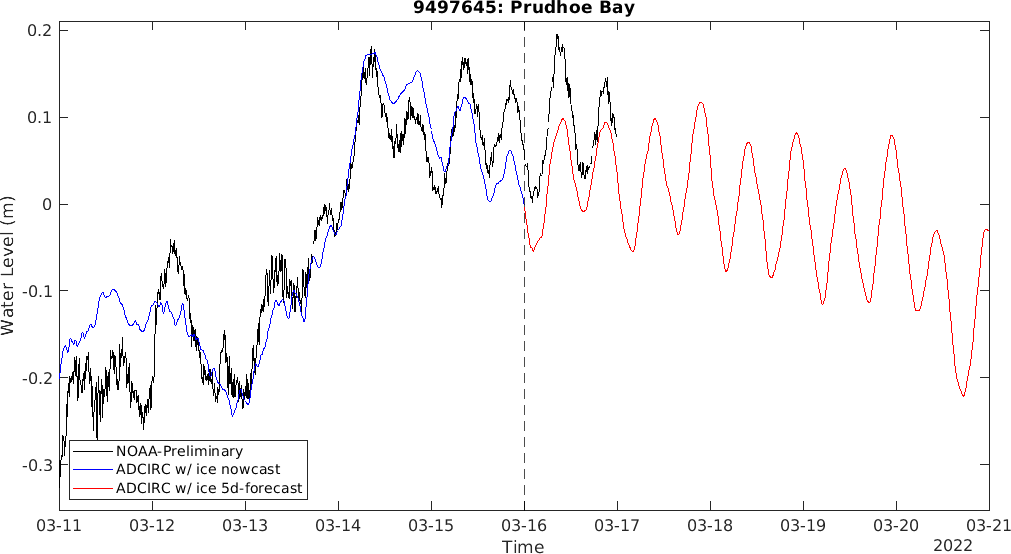 9497645: Prudhoe Bay
0.2
0.1
0
-0.1
-0.2
-0.3
Water Level (m)
NOAA-Preliminary
ADCIRC w/ ice nowcast
ADCIRC w/ ice 5d-forecast
03-11 03-12 03-13 03-14 03-15 03-16 03-17 03-18 03-19 03-20 03-21
Time
2022